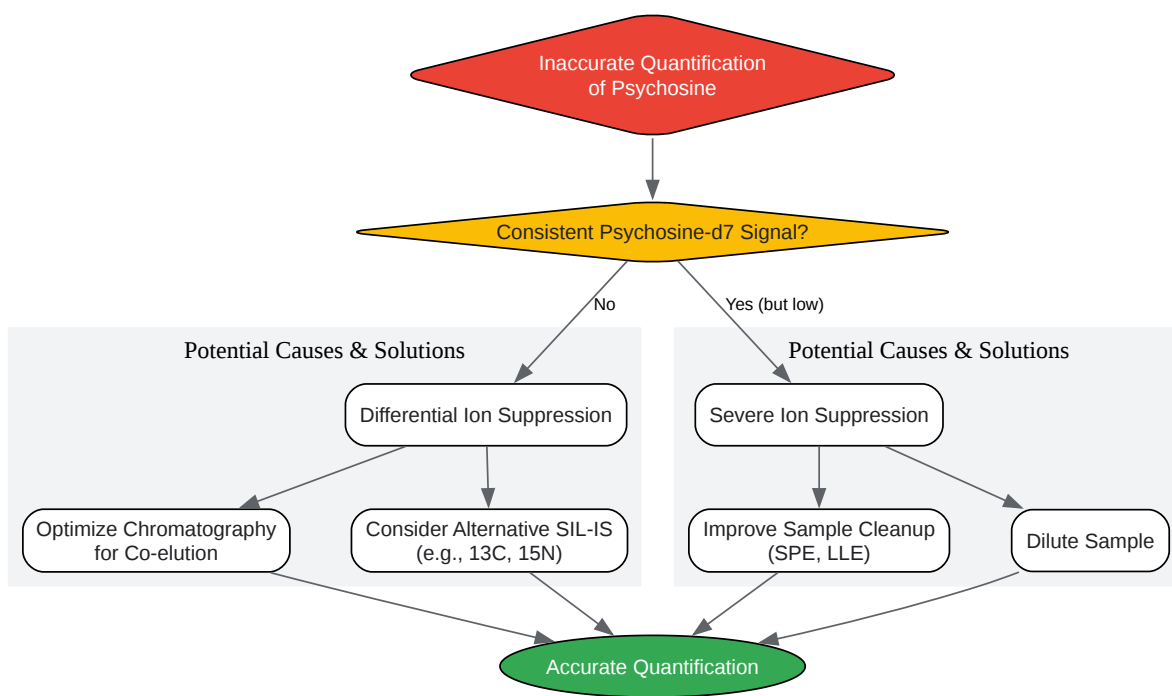 Inaccurate Quantification
of Psychosine
Consistent Psychosine-d7 Signal?
No
Yes (but low)
Potential Causes & Solutions
Potential Causes & Solutions
Differential Ion Suppression
Severe Ion Suppression
Optimize Chromatography
for Co-elution
Consider Alternative SIL-IS
(e.g., 13C, 15N)
Improve Sample Cleanup
(SPE, LLE)
Dilute Sample
Accurate Quantification